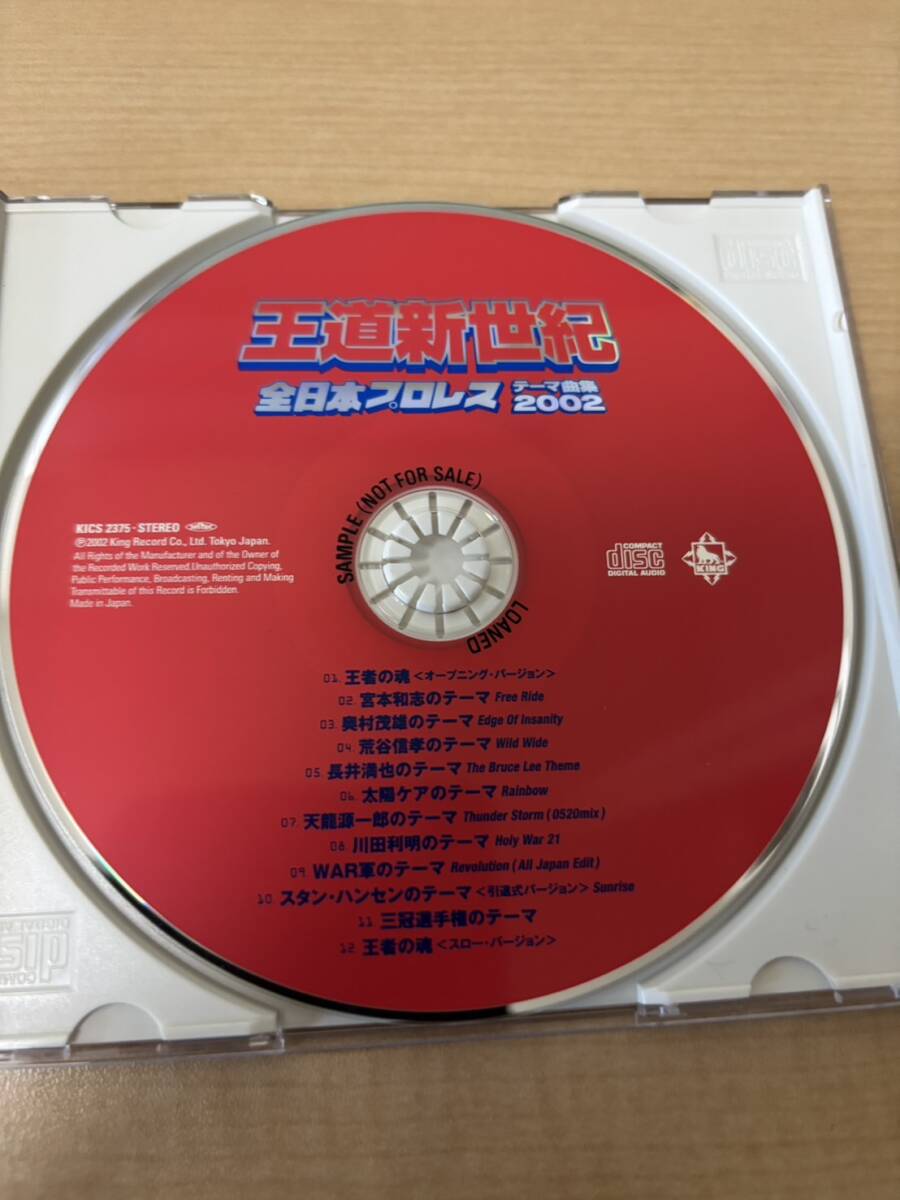 王道新世紀
全日本プロレス テーマ曲集 2002
SAMPLE (NOT FOR SALE)
LOANED
KICS 2375・STEREO
Ⓟ2002 King Record Co., Ltd. Tokyo Japan.
All Rights of the Manufacturer and of the Owner of
the Recorded Work Reserved.Unauthorized Copying,
Public Performance, Broadcasting, Renting and Making
Transmittable of this Record is Forbidden.
Made in Japan.
COMPACT
disc
DIGITAL AUDIO
KING
01. 王者の魂 <オープニング・バージョン>
02. 宮本和志のテーマ Free Ride
03. 奥村茂雄のテーマ Edge Of Insanity
04. 荒谷信孝のテーマ Wild Wide
05. 長井満也のテーマ The Bruce Lee Theme
06. 太陽ケアのテーマ Rainbow
07. 天龍源一郎のテーマ Thunder Storm (0520mix)
08. 川田利明のテーマ Holy War 21
09. WAR軍のテーマ Revolution (All Japan Edit)
10. スタン・ハンセンのテーマ <引退式バージョン> Sunrise
11. 三冠選手権のテーマ
12. 王者の魂 <スロー・バージョン>